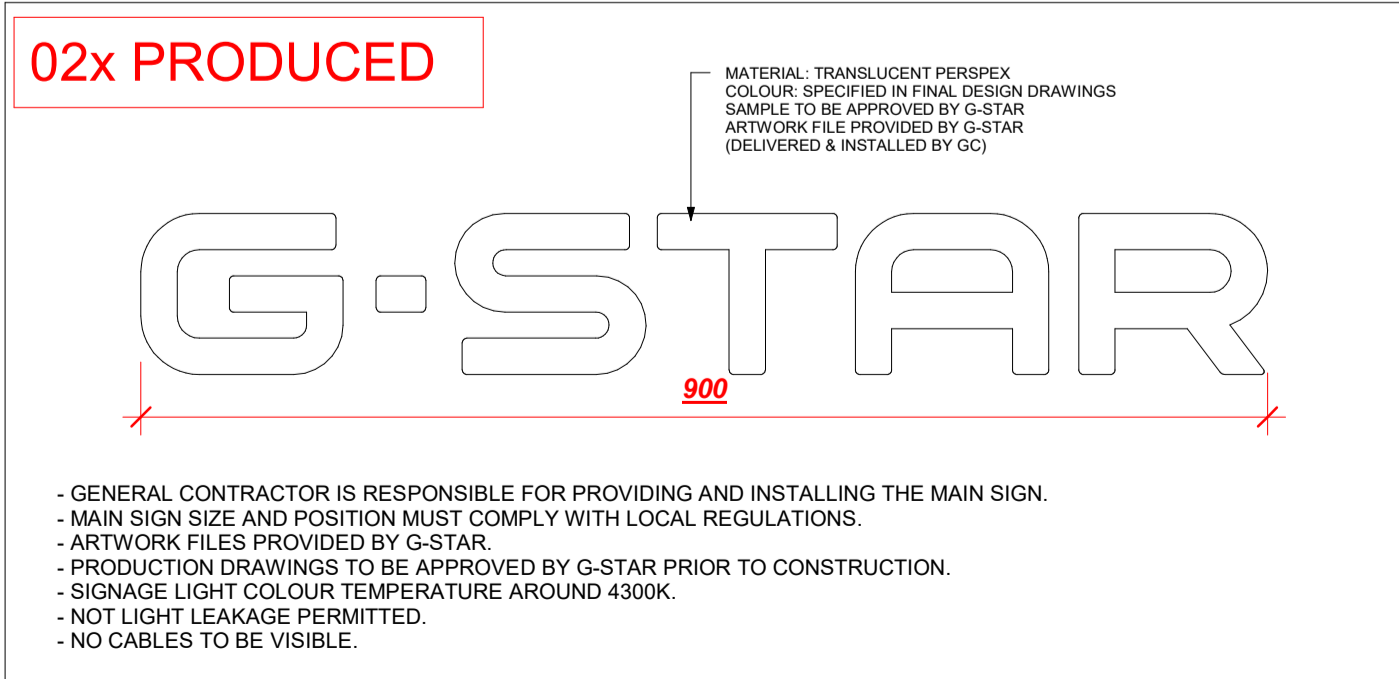 02x PRODUCED
MATERIAL: TRANSLUCENT PERSPEX
COLOUR: SPECIFIED IN FINAL DESIGN DRAWINGS
SAMPLE TO BE APPROVED BY G-STAR
ARTWORK FILE PROVIDED BY G-STAR
(DELIVERED & INSTALLED BY GC)
G-STAR
900
- GENERAL CONTRACTOR IS RESPONSIBLE FOR PROVIDING AND INSTALLING THE MAIN SIGN.
- MAIN SIGN SIZE AND POSITION MUST COMPLY WITH LOCAL REGULATIONS.
- ARTWORK FILES PROVIDED BY G-STAR.
- PRODUCTION DRAWINGS TO BE APPROVED BY G-STAR PRIOR TO CONSTRUCTION.
- SIGNAGE LIGHT COLOUR TEMPERATURE AROUND 4300K.
- NOT LIGHT LEAKAGE PERMITTED.
- NO CABLES TO BE VISIBLE.